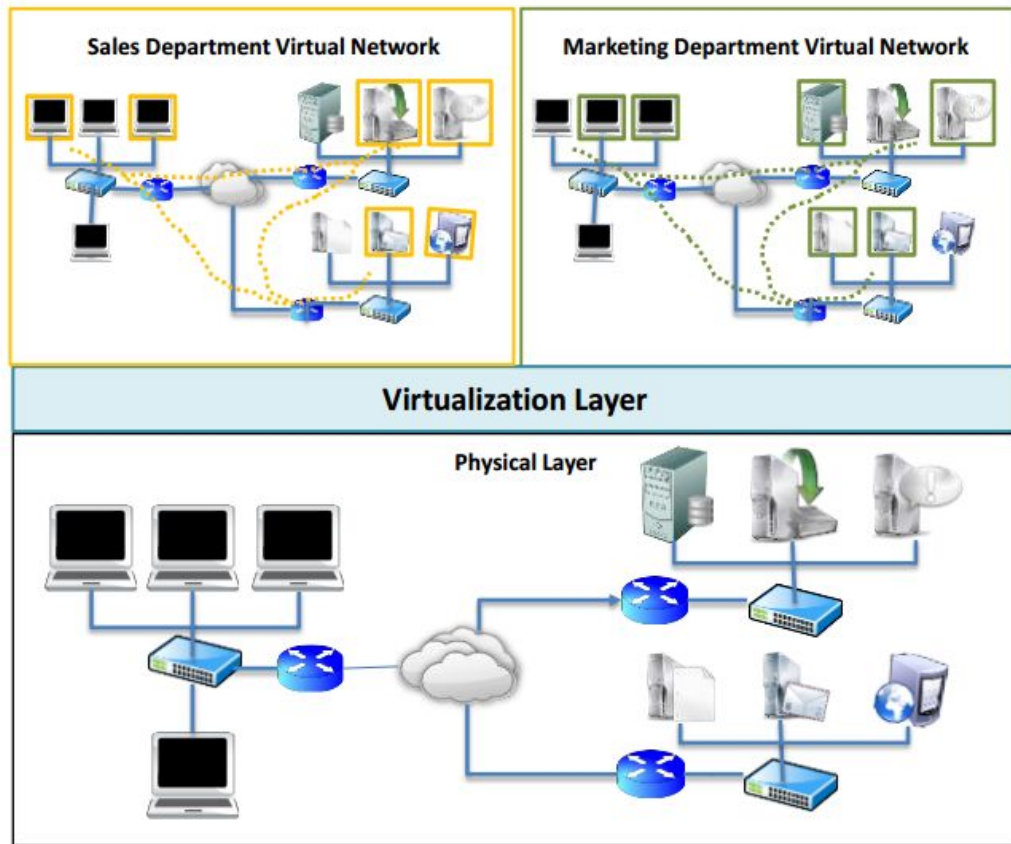 Sales Department Virtual Network
Marketing Department Virtual Network
Virtualization Layer
Physical Layer